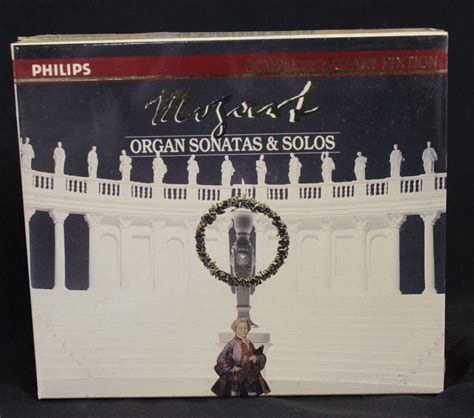 PHILIPS
COMPLETE MOZART EDITION
Mozart
ORGAN SONATAS & SOLOS